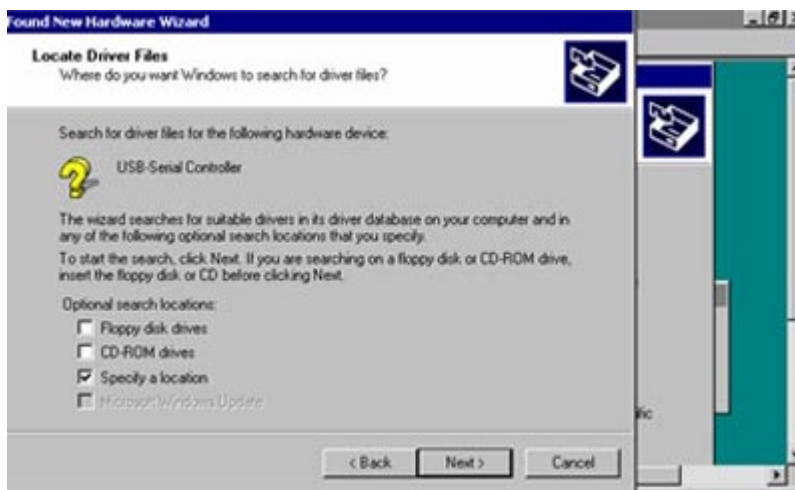 Found New Hardware Wizard
Locate Driver Files
Where do you want Windows to search for driver files?
Search for driver files for the following hardware device:
USB-Serial Controller
The wizard searches for suitable drivers in its driver database on your computer and in
any of the following optional search locations that you specify.
To start the search, click Next. If you are searching on a floppy disk or CD-ROM drive,
insert the floppy disk or CD before clicking Next.
Optional search locations:
Floppy disk drives
CD-ROM drives
Specify a location
Microsoft Windows Update
< Back
Next >
Cancel